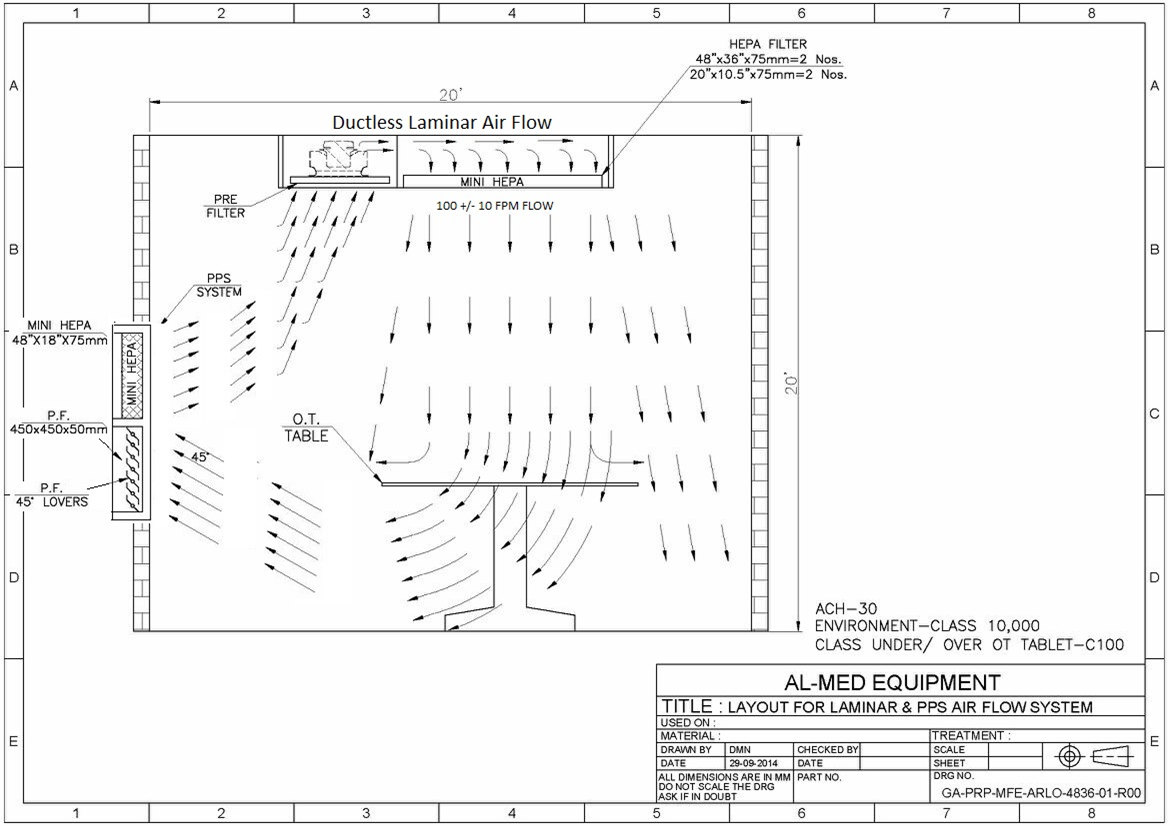 1 2 3 4 5 6 7 8
A A
B B
C C
D D
E E
HEPA FILTER
48"x36"x75mm=2 Nos.
20"x10.5"x75mm=2 Nos.
20'
Ductless Laminar Air Flow
MINI HEPA
PRE
FILTER
100 +/- 10 FPM FLOW
PPS
SYSTEM
MINI HEPA
48"X18"X75mm
MINI HEPA
20'
P.F.
450x450x50mm
O.T.
TABLE
45°
P.F.
45° LOVERS
ACH-30
ENVIRONMENT-CLASS 10,000
CLASS UNDER/ OVER OT TABLET-C100
AL-MED EQUIPMENT
TITLE : LAYOUT FOR LAMINAR & PPS AIR FLOW SYSTEM
USED ON :
MATERIAL : TREATMENT :
DRAWN BY DMN CHECKED BY SCALE
DATE 29-09-2014 DATE SHEET
ALL DIMENSIONS ARE IN MM PART NO. DRG NO.
DO NOT SCALE THE DRG
ASK IF IN DOUBT
GA-PRP-MFE-ARLO-4836-01-R00
1 2 3 4 5 6 7 8